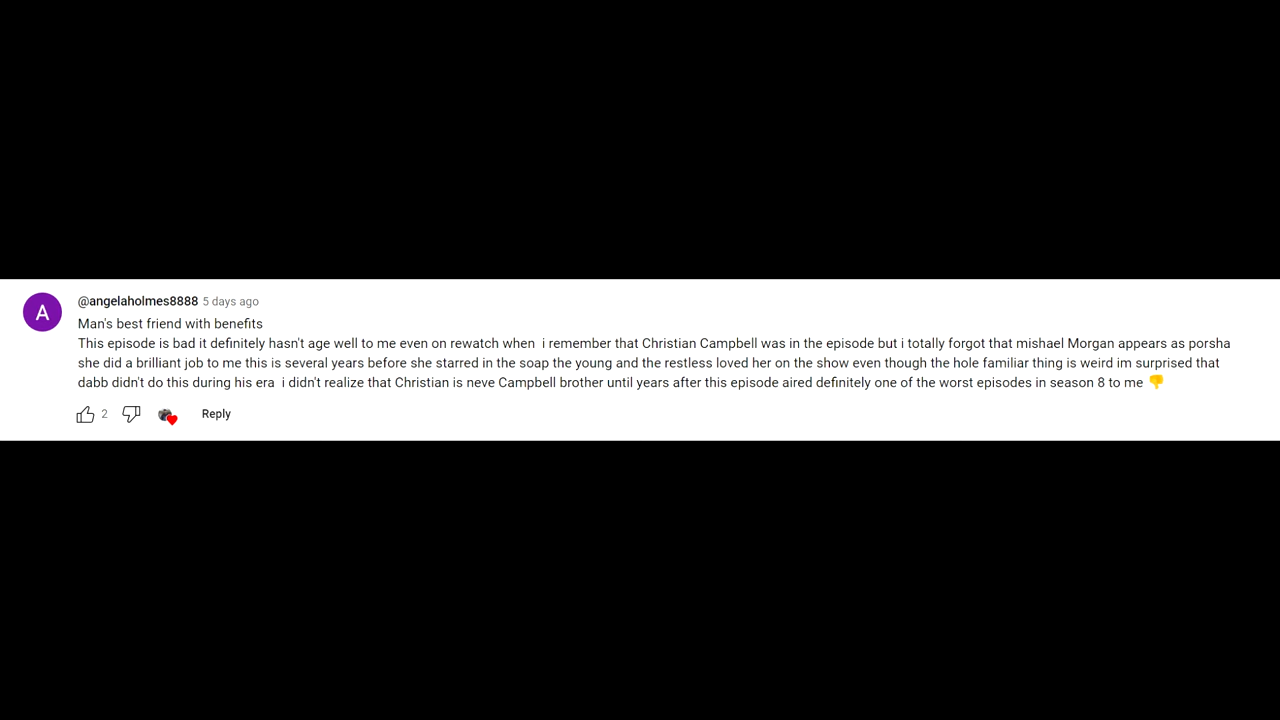 A
@angelaholmes8888 5 days ago
Man's best friend with benefits
This episode is bad it definitely hasn't age well to me even on rewatch when  i remember that Christian Campbell was in the episode but i totally forgot that mishael Morgan appears as porsha
she did a brilliant job to me this is several years before she starred in the soap the young and the restless loved her on the show even though the hole familiar thing is weird im surprised that
dabb didn't do this during his era  i didn't realize that Christian is neve Campbell brother until years after this episode aired definitely one of the worst episodes in season 8 to me 👎
2 Reply